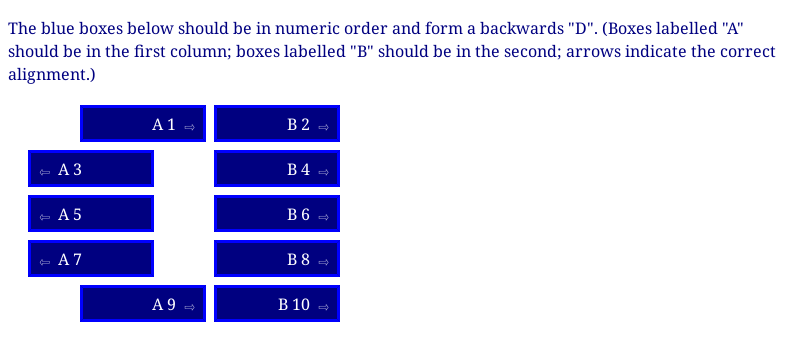 The blue boxes below should be in numeric order and form a backwards "D". (Boxes labelled "A"
should be in the first column; boxes labelled "B" should be in the second; arrows indicate the correct
alignment.)
A 1 ⇨ B 2 ⇨
⇦ A 3 B 4 ⇨
⇦ A 5 B 6 ⇨
⇦ A 7 B 8 ⇨
A 9 ⇨ B 10 ⇨